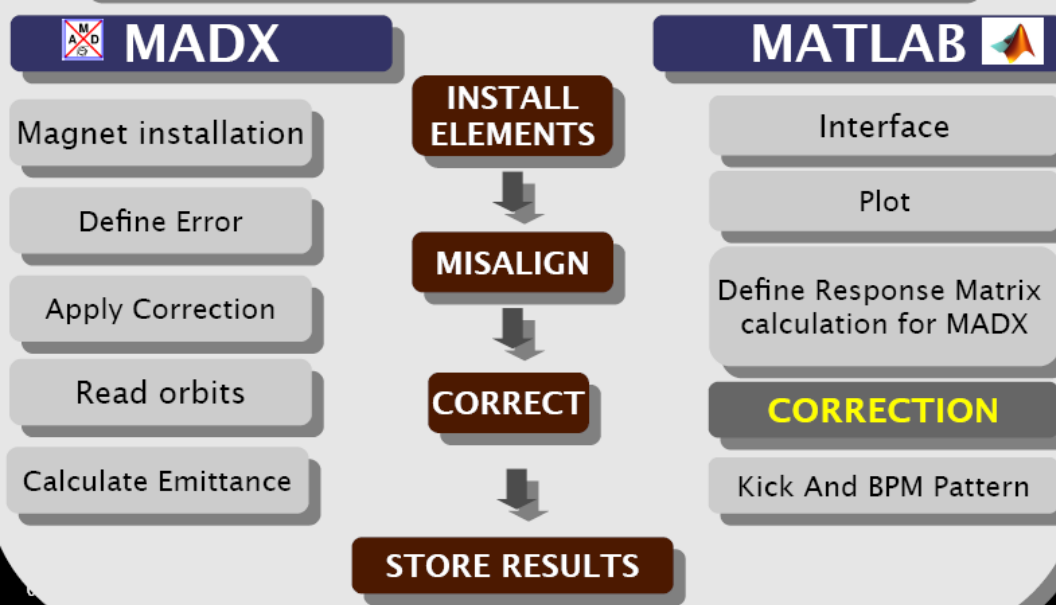 MADX
MATLAB
Magnet installation
Define Error
Apply Correction
Read orbits
Calculate Emittance
INSTALL
ELEMENTS
MISALIGN
CORRECT
STORE RESULTS
Interface
Plot
Define Response Matrix
calculation for MADX
CORRECTION
Kick And BPM Pattern